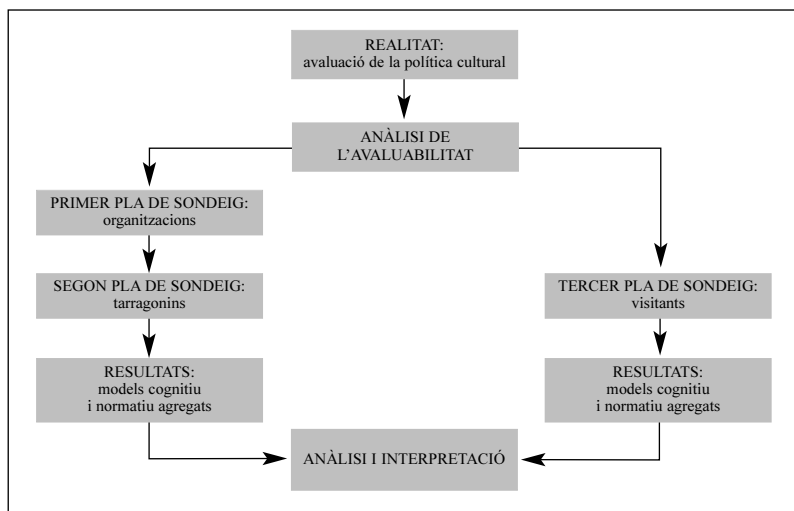 REALITAT:
avaluació de la política cultural
ANÀLISI DE
L'AVALUABILITAT
PRIMER PLA DE SONDEIG:
organitzacions
SEGON PLA DE SONDEIG:
tarragonins
TERCER PLA DE SONDEIG:
visitants
RESULTATS:
models cognitiu
i normatiu agregats
RESULTATS:
models cognitiu
i normatiu agregats
ANÀLISI I INTERPRETACIÓ